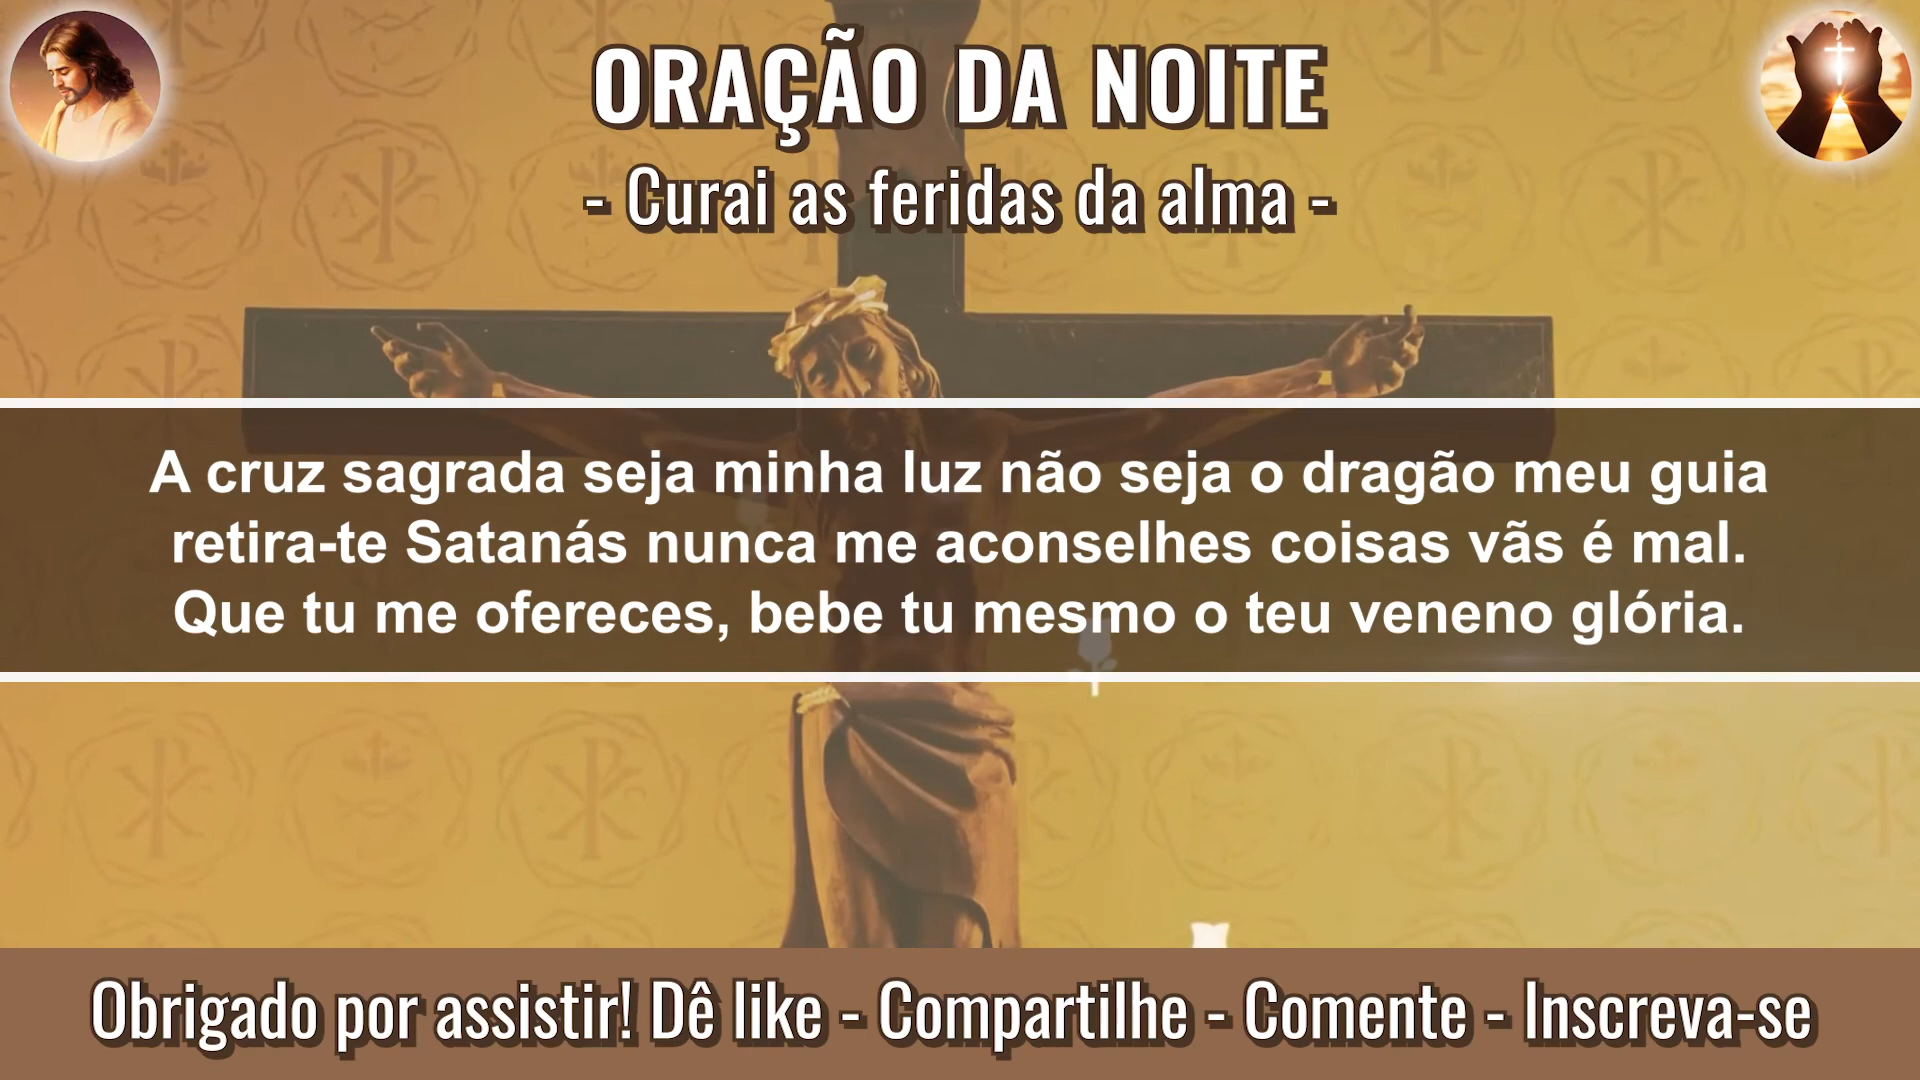 ORAÇÃO DA NOITE
- Curai as feridas da alma -
A cruz sagrada seja minha luz não seja o dragão meu guia
retira-te Satanás nunca me aconselhes coisas vãs é mal.
Que tu me ofereces, bebe tu mesmo o teu veneno glória.
Obrigado por assistir! Dê like - Compartilhe - Comente - Inscreva-se